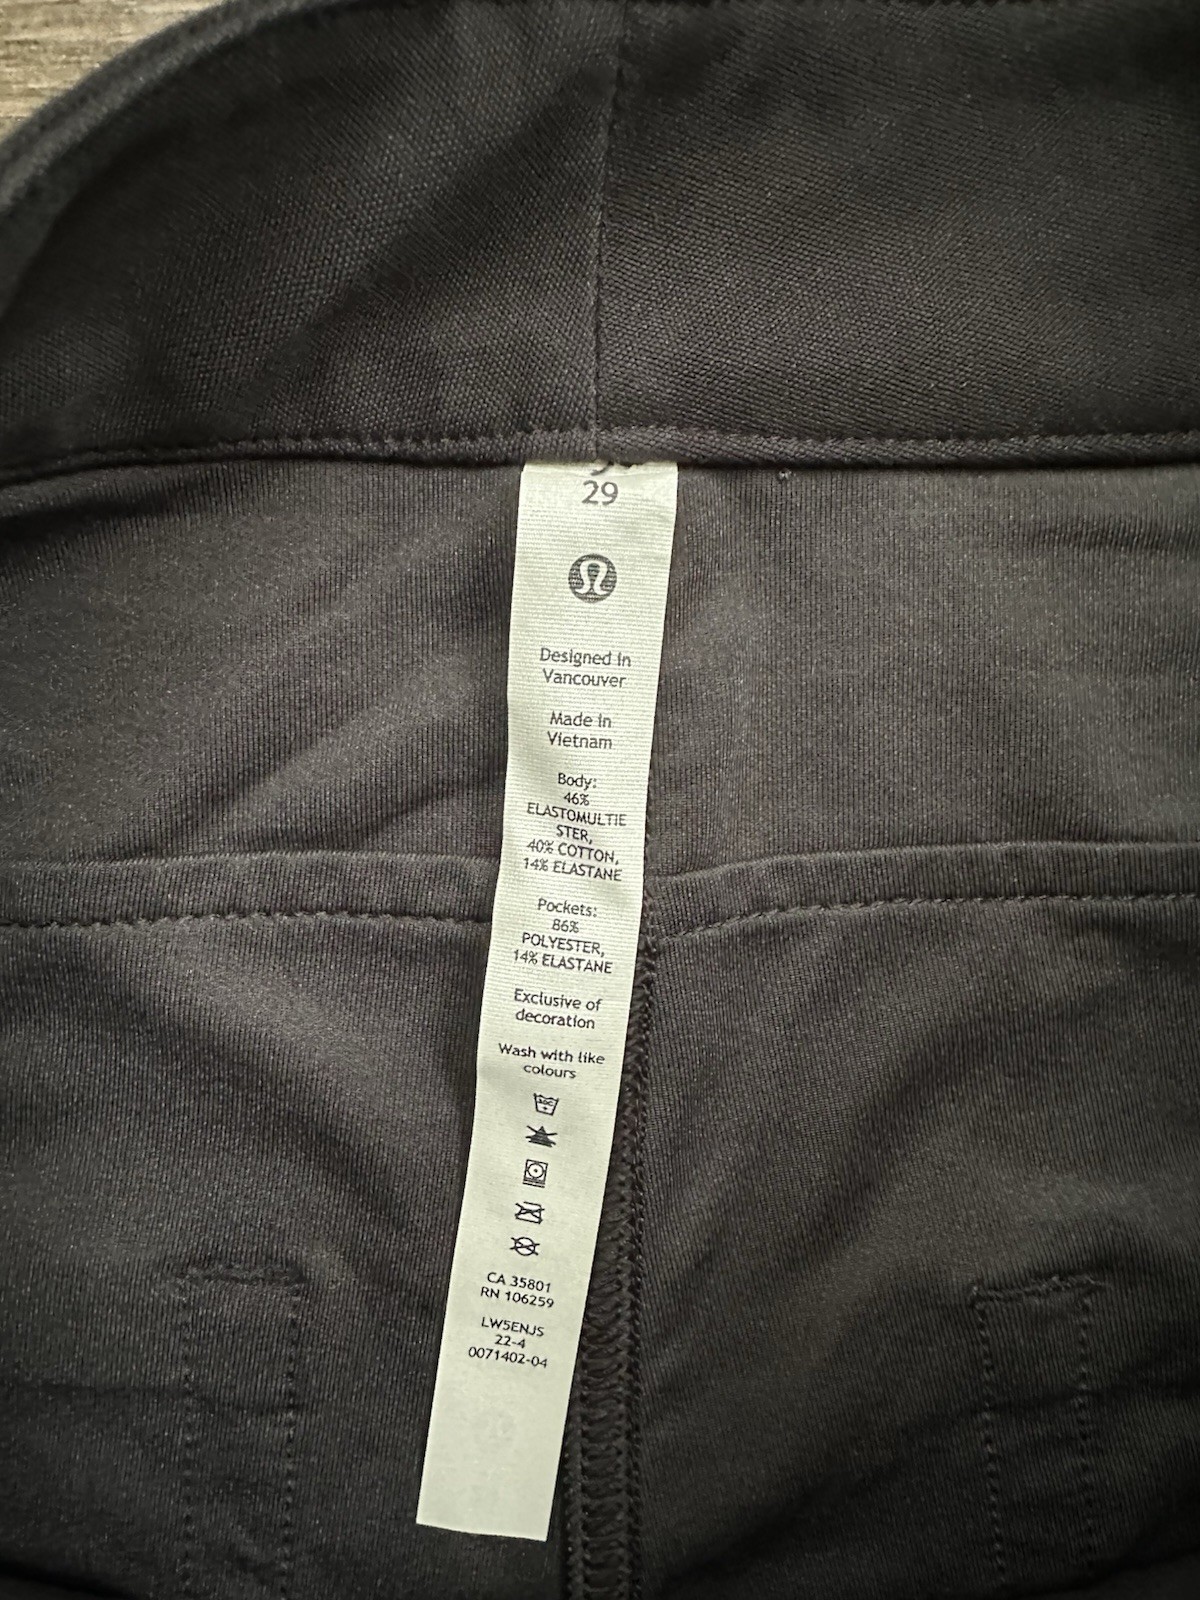 29
Designed in
Vancouver
Made in
Vietnam
Body:
46%
ELASTOMULTIE
STER,
40% COTTON,
14% ELASTANE
Pockets:
86%
POLYESTER,
14% ELASTANE
Exclusive of
decoration
Wash with like
colours
CA 35801
RN 106259
LW5ENJS
22-4
0071402-04